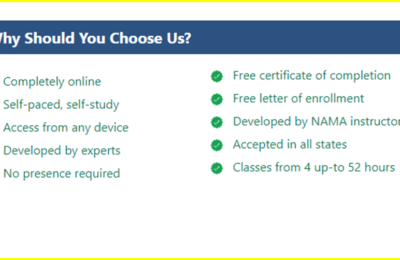 Why Should You Choose Us?
Completely online
Self-paced, self-study
Access from any device
Developed by experts
No presence required
Free certificate of completion
Free letter of enrollment
Developed by NAMA instructor
Accepted in all states
Classes from 4 up-to 52 hours